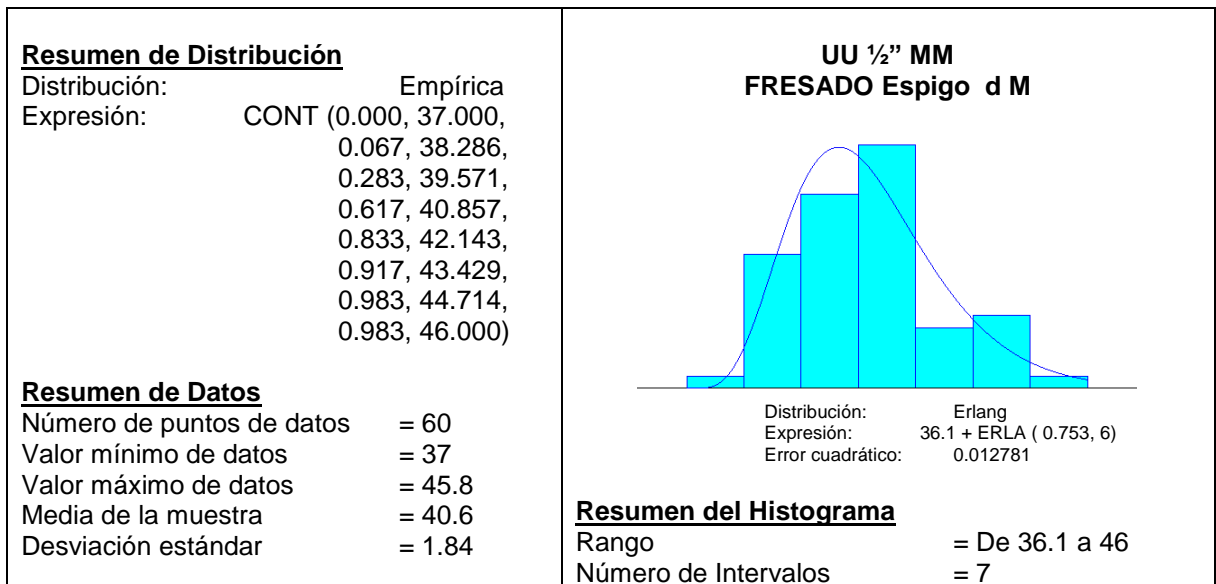 Resumen de Distribución
Distribución: Empírica
Expresión: CONT (0.000, 37.000,
0.067, 38.286,
0.283, 39.571,
0.617, 40.857,
0.833, 42.143,
0.917, 43.429,
0.983, 44.714,
0.983, 46.000)
Resumen de Datos
Número de puntos de datos = 60
Valor mínimo de datos = 37
Valor máximo de datos = 45.8
Media de la muestra = 40.6
Desviación estándar = 1.84
UU ½” MM
FRESADO Espigo d M
Distribución: Erlang
Expresión: 36.1 + ERLA ( 0.753, 6)
Error cuadrático: 0.012781
Resumen del Histograma
Rango = De 36.1 a 46
Número de Intervalos = 7